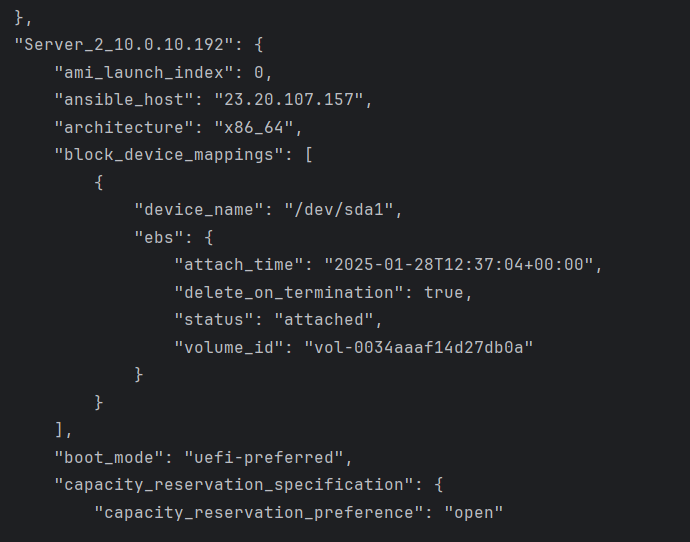 },
"Server_2_10.0.10.192": {
    "ami_launch_index": 0,
    "ansible_host": "23.20.107.157",
    "architecture": "x86_64",
    "block_device_mappings": [
        {
            "device_name": "/dev/sda1",
            "ebs": {
                "attach_time": "2025-01-28T12:37:04+00:00",
                "delete_on_termination": true,
                "status": "attached",
                "volume_id": "vol-0034aaaf14d27db0a"
            }
        }
    ],
    "boot_mode": "uefi-preferred",
    "capacity_reservation_specification": {
        "capacity_reservation_preference": "open"